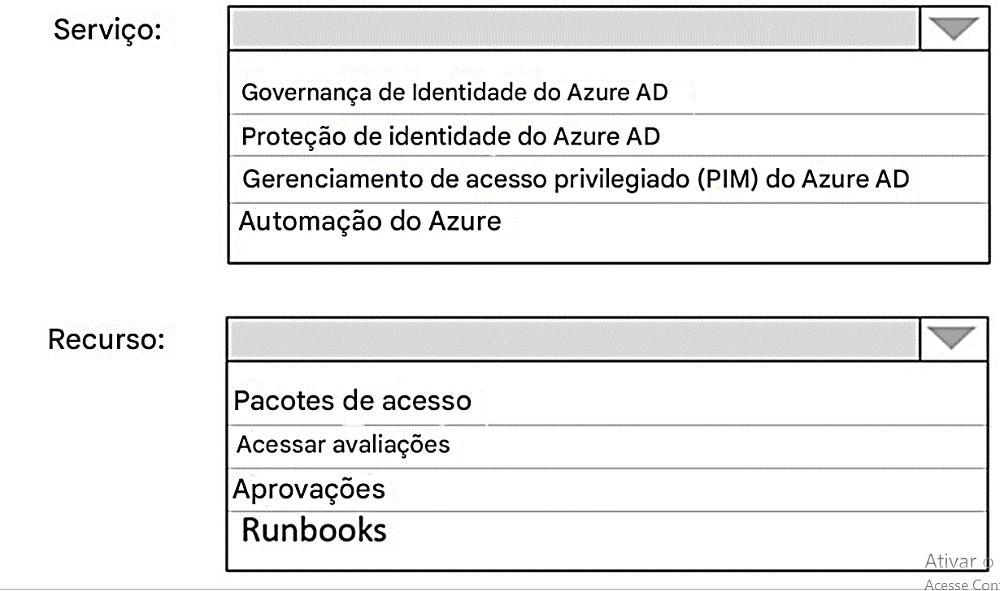 Serviço:
Governança de Identidade do Azure AD
Proteção de identidade do Azure AD
Gerenciamento de acesso privilegiado (PIM) do Azure AD
Automação do Azure
Recurso:
Pacotes de acesso
Acessar avaliações
Aprovações
Runbooks
Ativar o
Acesse Con